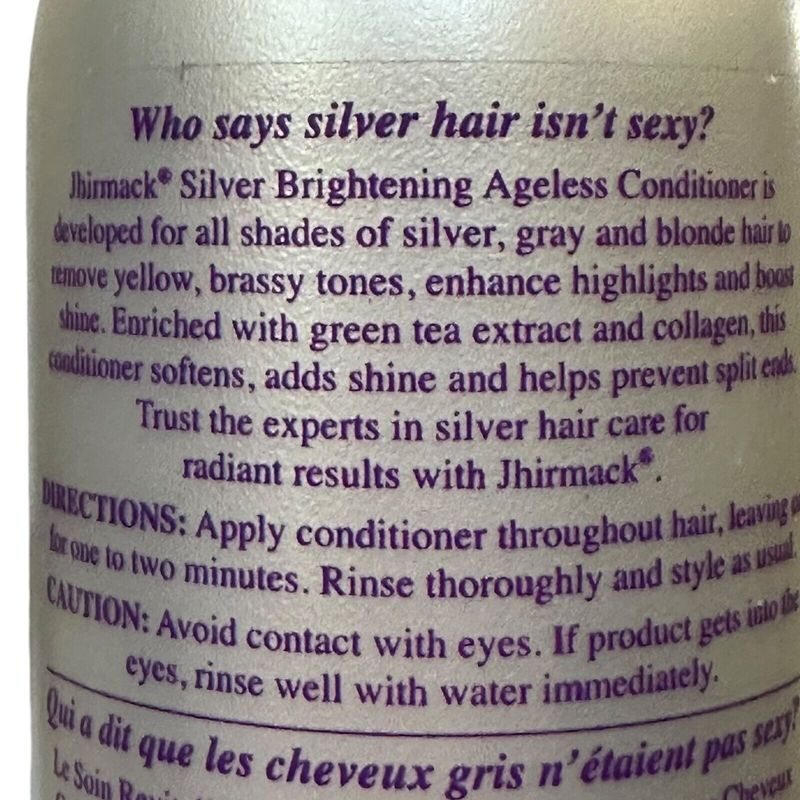 Who says silver hair isn't sexy?
Jhirmack® Silver Brightening Ageless Conditioner is
developed for all shades of silver, gray and blonde hair to
remove yellow, brassy tones, enhance highlights and boost
shine. Enriched with green tea extract and collagen, this
conditioner softens, adds shine and helps prevent split ends.
Trust the experts in silver hair care for
radiant results with Jhirmack®.
DIRECTIONS: Apply conditioner throughout hair, leaving
for one to two minutes. Rinse thoroughly and style as usual.
CAUTION: Avoid contact with eyes. If product gets into the
eyes, rinse well with water immediately.
Qui a dit que les cheveux gris n'étaient pas sexy?
Le Soin Cheveux